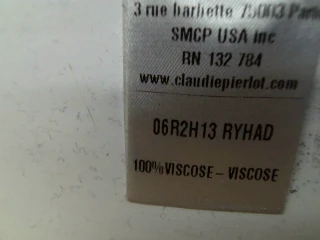 3 rue barbette 75003 Paris
SMCP USA inc
RN 132 784
www.claudiepierlot.com
06R2H13 RYHAD
100%VISCOSE – VISCOSE